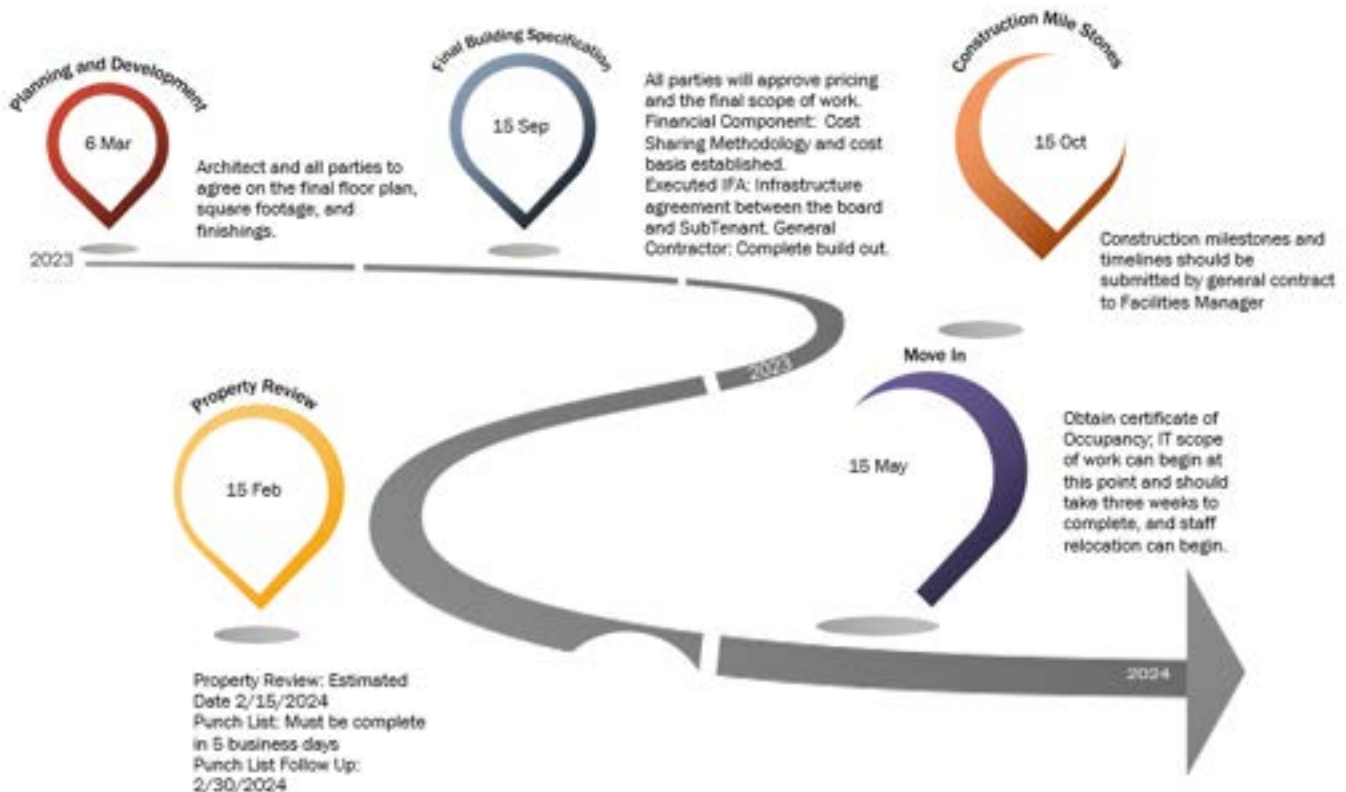 Planning and Development
6 Mar
Architect and all parties to
agree on the final floor plan,
square footage, and
finishings.
Final Building Specification
15 Sep
All parties will approve pricing
and the final scope of work.
Financial Component: Cost
Sharing Methodology and cost
basis established.
Executed IFA: Infrastructure
agreement between the board
and SubTenant. General
Contractor: Complete build out.
Construction Mile Stones
15 Oct
Construction milestones and
timelines should be
submitted by general contract
to Facilities Manager
2023
2023
Property Review
15 Feb
Property Review: Estimated
Date 2/15/2024
Punch List: Must be complete
in 5 business days
Punch List Follow Up:
2/30/2024
Move In
15 May
Obtain certificate of
Occupancy; IT scope
of work can begin at
this point and should
take three weeks to
complete, and staff
relocation can begin.
2024